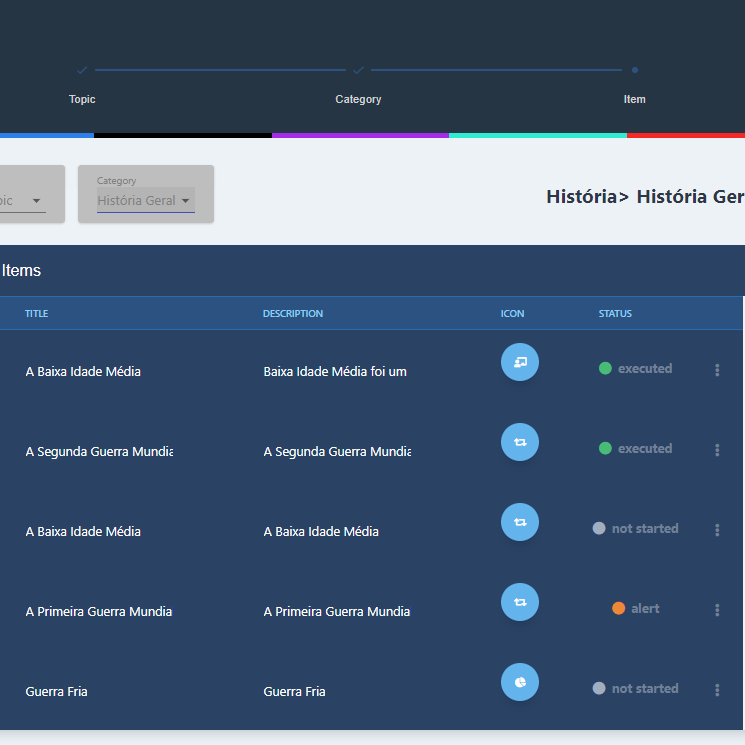 Topic Category Item
Category
História Geral
História> História Ger
Items
TITLE DESCRIPTION ICON STATUS
A Baixa Idade Média Baixa Idade Média foi um executed
A Segunda Guerra Mundia A Segunda Guerra Mundia executed
A Baixa Idade Média A Baixa Idade Média not started
A Primeira Guerra Mundia A Primeira Guerra Mundia alert
Guerra Fria Guerra Fria not started